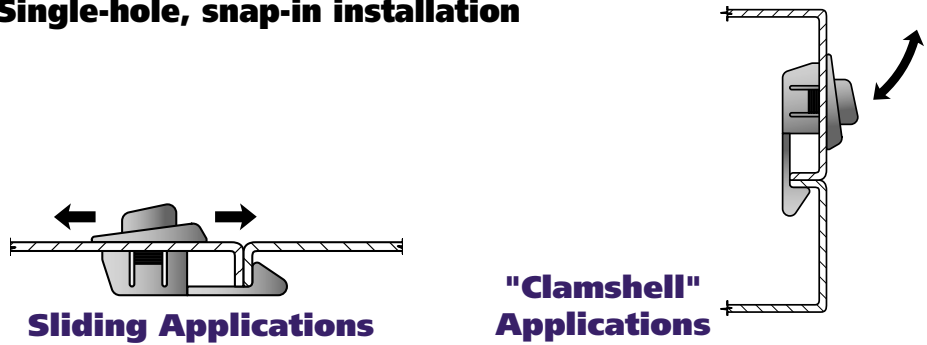 Single-hole, snap-in installation
Sliding Applications
"Clamshell"
Applications